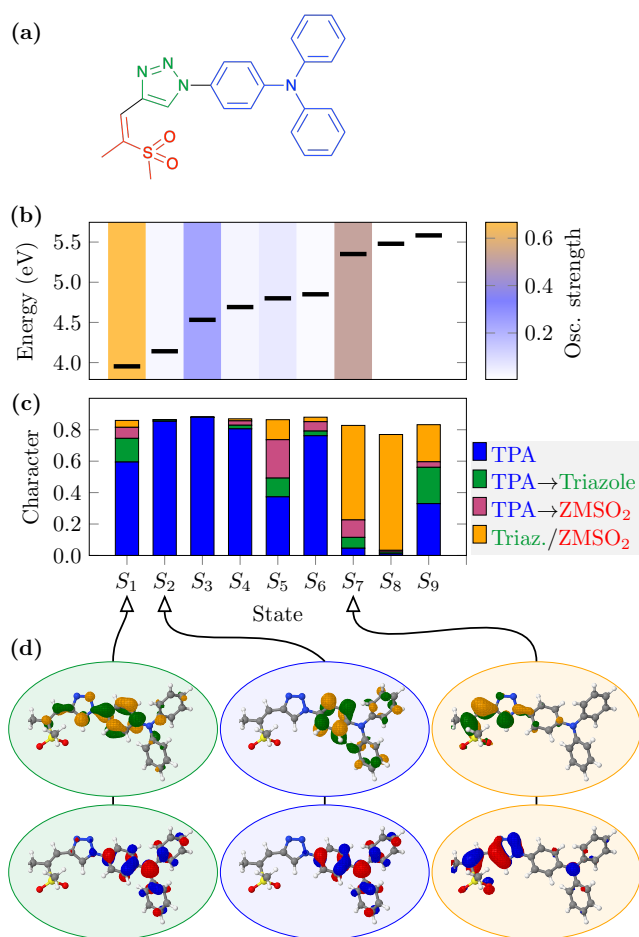 (a)
N
N
N
N
O
S
O
(b)
Energy (eV)
5.5
5.0
4.5
4.0
0.6
0.4
0.2
Osc. strength
(c)
Character
0.8
0.6
0.4
0.2
0.0
TPA
TPA→Triazole
TPA→ZMSO₂
Triaz./ZMSO₂
S₁ S₂ S₃ S₄ S₅ S₆ S₇ S₈ S₉
State
(d)